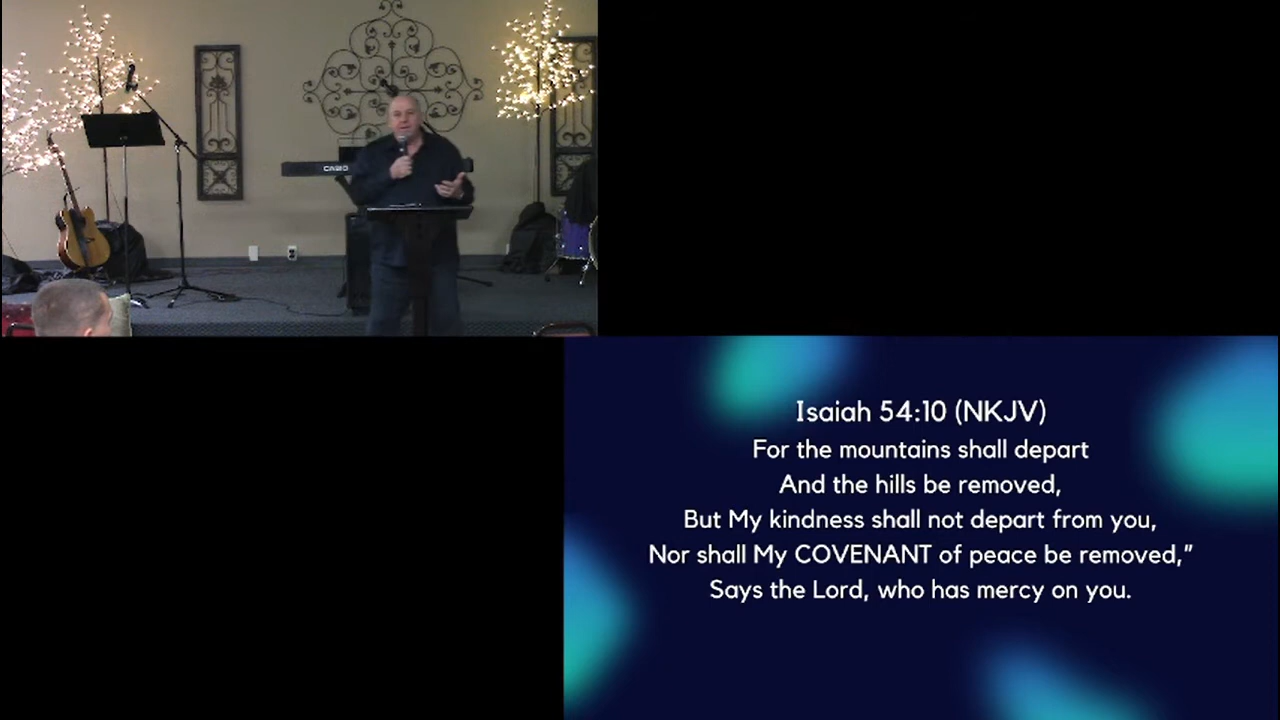 CASIO
Isaiah 54:10 (NKJV)
For the mountains shall depart
And the hills be removed,
But My kindness shall not depart from you,
Nor shall My COVENANT of peace be removed,”
Says the Lord, who has mercy on you.